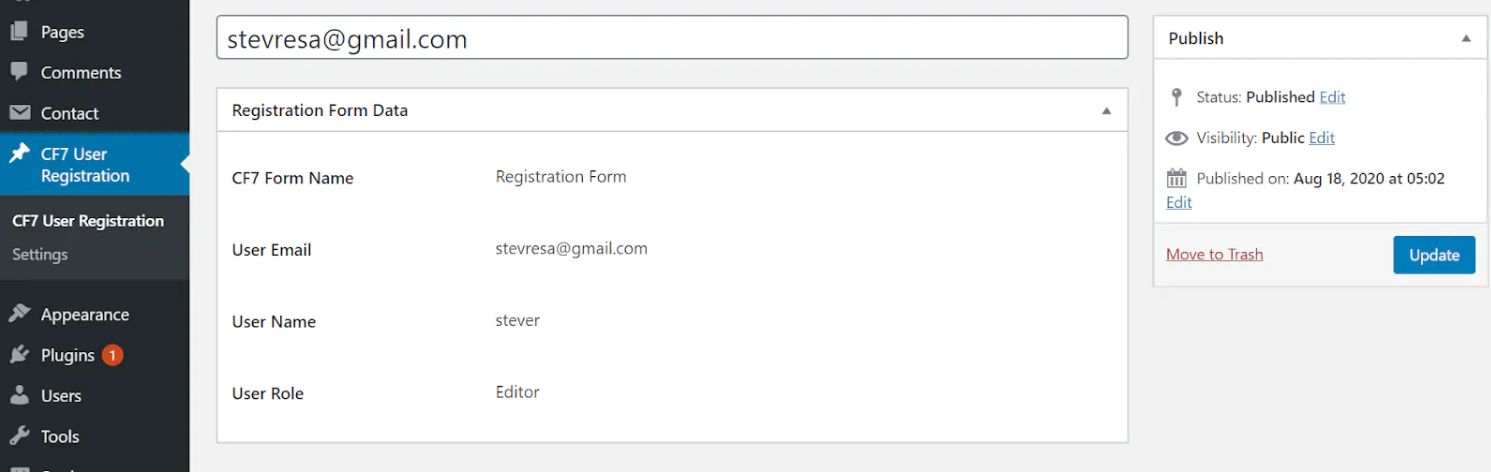 Pages
Comments
Contact
CF7 User
Registration
CF7 User Registration
Settings
Appearance
Plugins 1
Users
Tools
stevresa@gmail.com
Registration Form Data
CF7 Form Name Registration Form
User Email stevresa@gmail.com
User Name stever
User Role Editor
Publish
Status: Published Edit
Visibility: Public Edit
Published on: Aug 18, 2020 at 05:02
Edit
Move to Trash Update